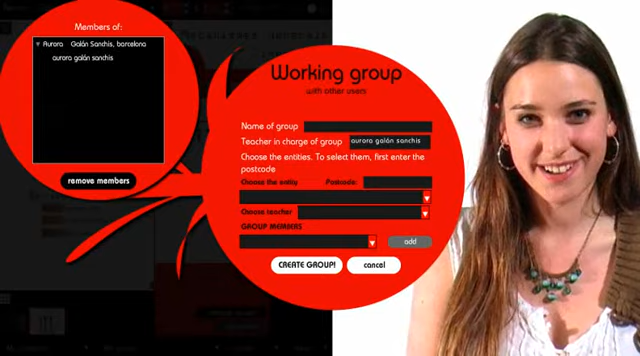 Members of:
Aurora Galán Sanchis, barcelona
aurora galán sanchis
remove members
Working group
with other users
Name of group
Teacher in charge of group aurora galán sanchis
Choose the entities. To select them, first enter the
postcode
Choose the entity Postcode:
Choose teacher
GROUP MEMBERS
add
CREATE GROUP! cancel